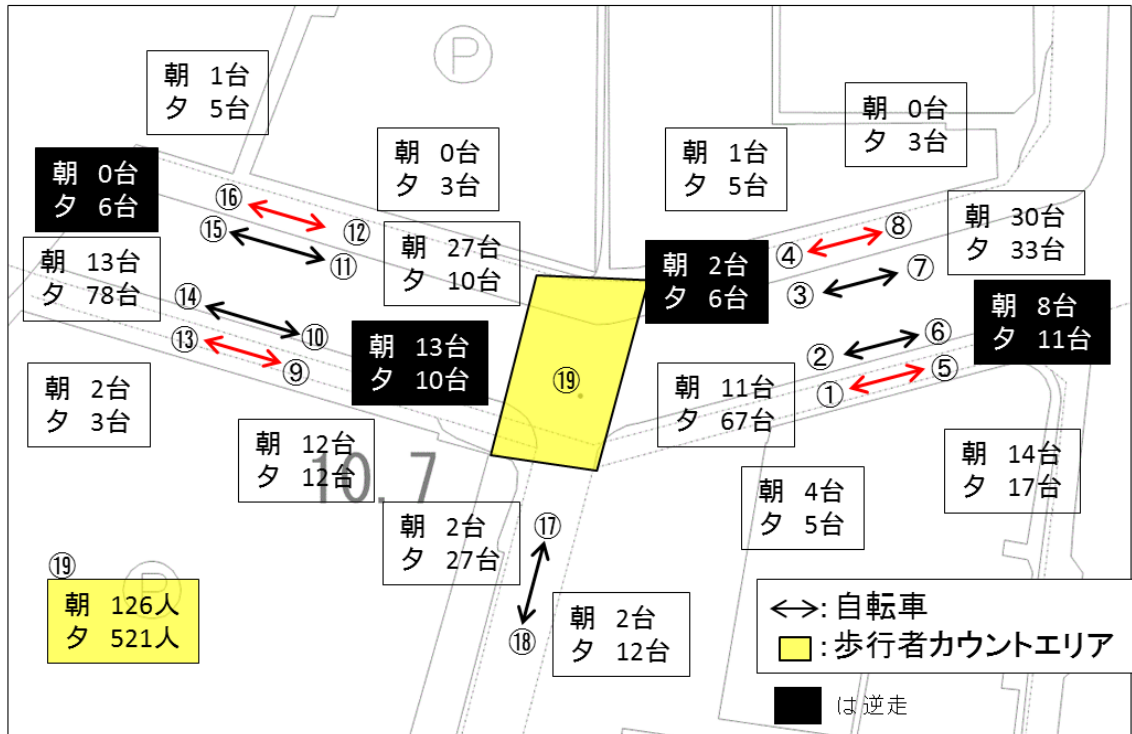 Ⓟ
朝 1台
夕 5台
朝 0台
夕 3台
朝 0台
夕 3台
朝 1台
夕 5台
朝 0台
夕 6台
⑯
⑫
⑧
④
朝 30台
夕 33台
⑮
⑪
朝 27台
夕 10台
朝 2台
夕 6台
⑦
③
朝 13台
夕 78台
⑭
⑩
朝 8台
夕 11台
⑬
⑨
朝 13台
夕 10台
⑥
②
⑤
①
⑲
朝 2台
夕 3台
朝 11台
夕 67台
朝 12台
夕 12台
10.7
朝 14台
夕 17台
朝 4台
夕 5台
朝 2台
夕 27台
⑰
⑱
⑲
Ⓟ
朝 126人
夕 521人
朝 2台
夕 12台
↔:自転車
:歩行者カウントエリア
は逆走